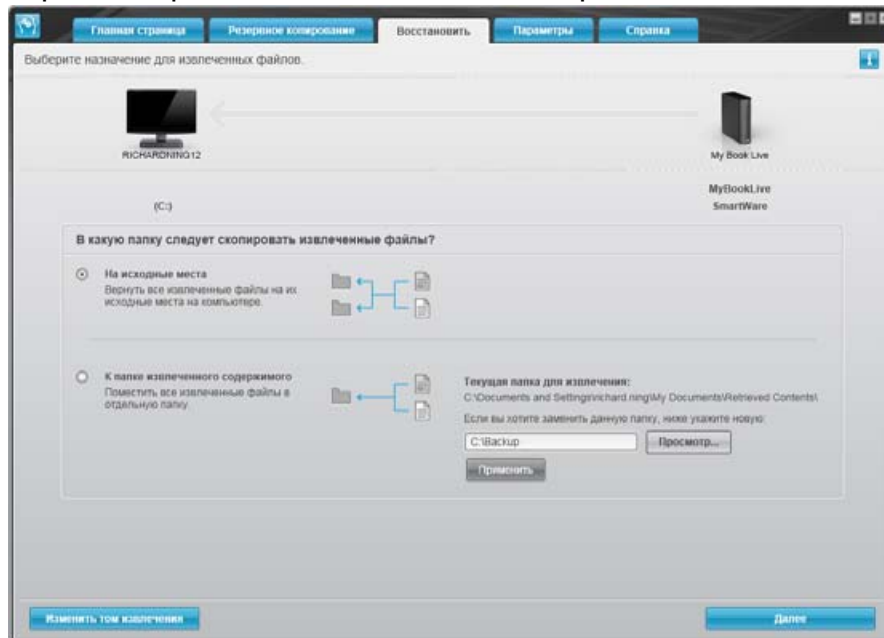 Главная страница
Резервное копирование
Восстановить
Параметры
Справка
Выберите назначение для извлеченных файлов.
RICHARDNING12
My Book Live
(C:)
MyBookLive
SmartWare
В какую папку следует скопировать извлеченные файлы?
На исходные места
Вернуть все извлеченные файлы на их
исходные места на компьютере.
К папке извлеченного содержимого
Поместить все извлеченные файлы в
отдельную папку.
Текущая папка для извлечения:
C:\Documents and Settings\richard.ning\My Documents\Retrieved Contents\
Если вы хотите заменить данную папку, ниже укажите новую:
C:\Backup
Просмотр...
Применить
Изменить том извлечения
Далее